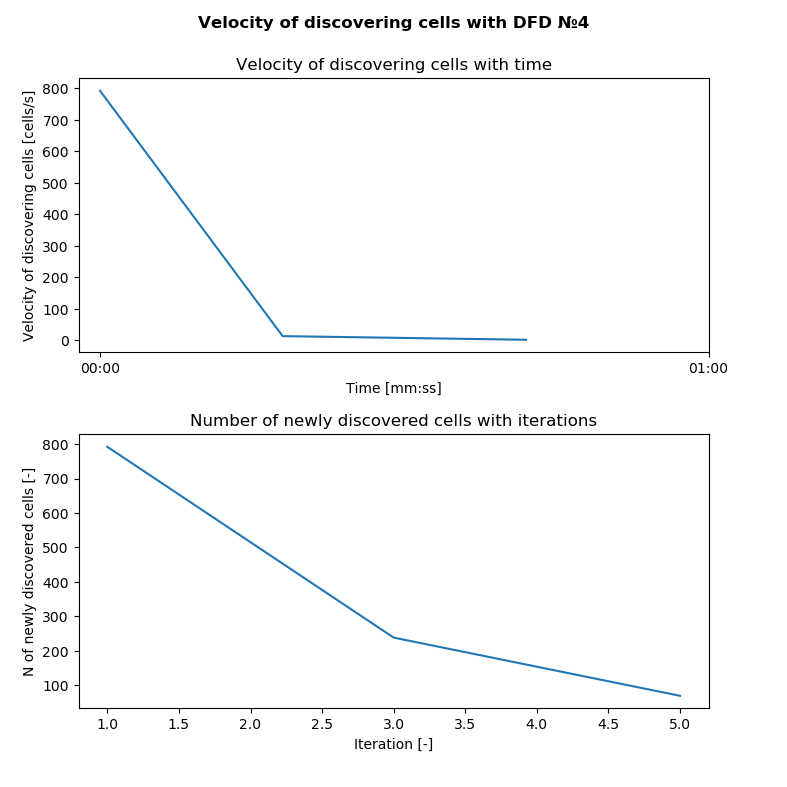 Velocity of discovering cells with DFD №4
Velocity of discovering cells with time
Velocity of discovering cells [cells/s]
800
700
600
500
400
300
200
100
0
00:00 01:00
Time [mm:ss]
Number of newly discovered cells with iterations
N of newly discovered cells [-]
800
700
600
500
400
300
200
100
1.0 1.5 2.0 2.5 3.0 3.5 4.0 4.5 5.0
Iteration [-]